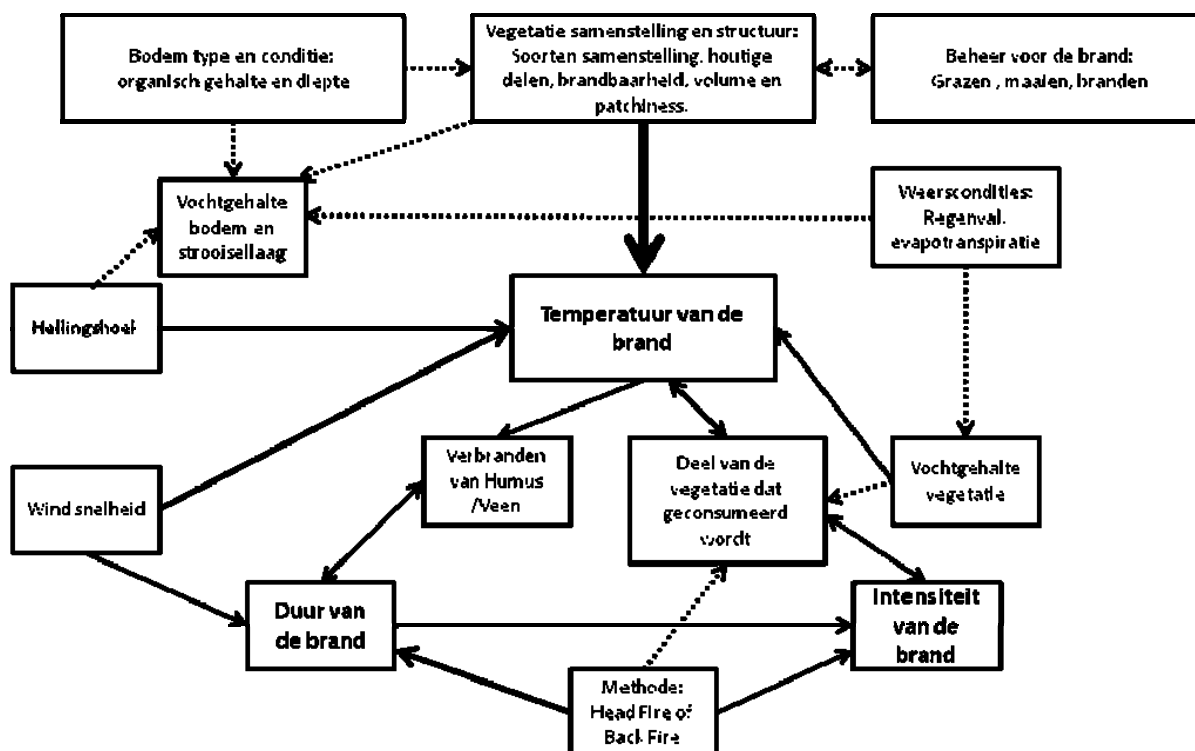 Bodem type en conditie:
organisch gehalte en diepte
Vegetatie samenstelling en structuur:
Soorten samenstelling, houtige
delen, brandbaarheid, volume en
patchiness.
Beheer voor de brand:
Grazen , maaien, branden
Vochtgehalte
bodem en
strooisellaag
Weerscondities:
Regenval,
evapotranspiratie
Hellingshoek
Temperatuur van de
brand
Wind snelheid
Verbranden
van Humus
/Veen
Deel van de
vegetatie dat
geconsumeerd
wordt
Vochtgehalte
vegetatie
Duur van
de brand
Intensiteit
van de
brand
Methode:
Head Fire of
Back Fire